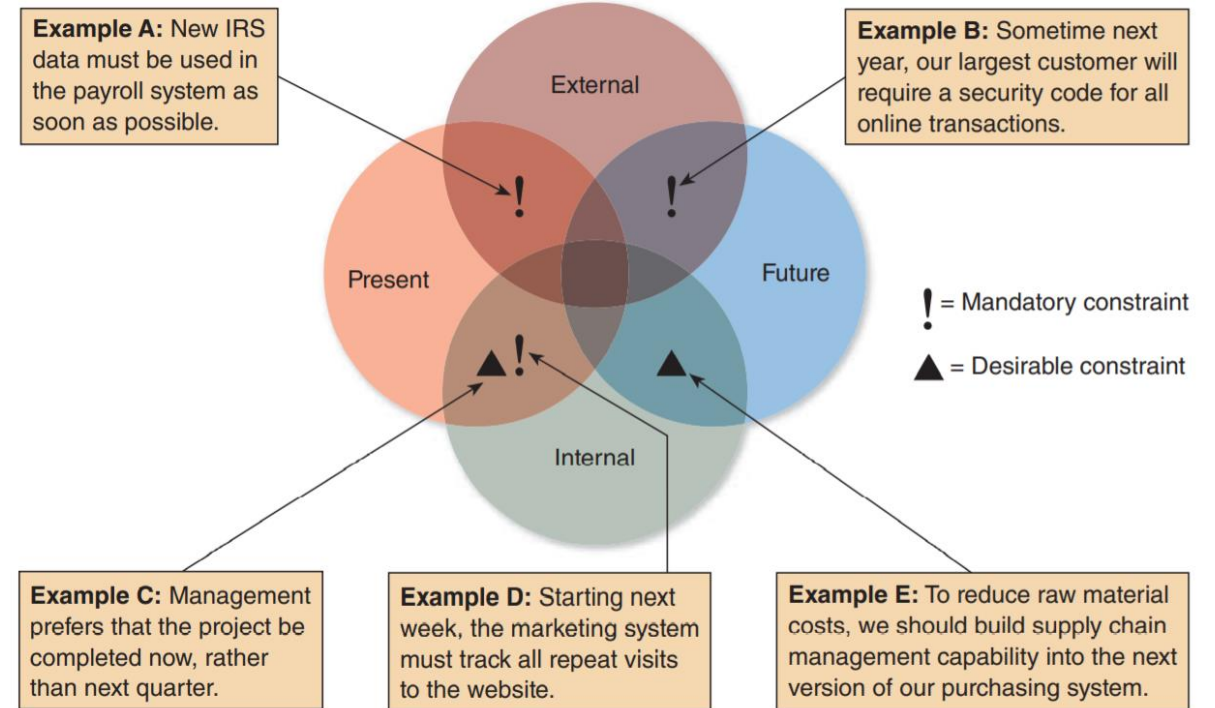 Example A: New IRS
data must be used in
the payroll system as
soon as possible.
Example B: Sometime next
year, our largest customer will
require a security code for all
online transactions.
External
!
!
Present
Future
! = Mandatory constraint
▲ = Desirable constraint
▲ !
▲
Internal
Example C: Management
prefers that the project be
completed now, rather
than next quarter.
Example D: Starting next
week, the marketing system
must track all repeat visits
to the website.
Example E: To reduce raw material
costs, we should build supply chain
management capability into the next
version of our purchasing system.